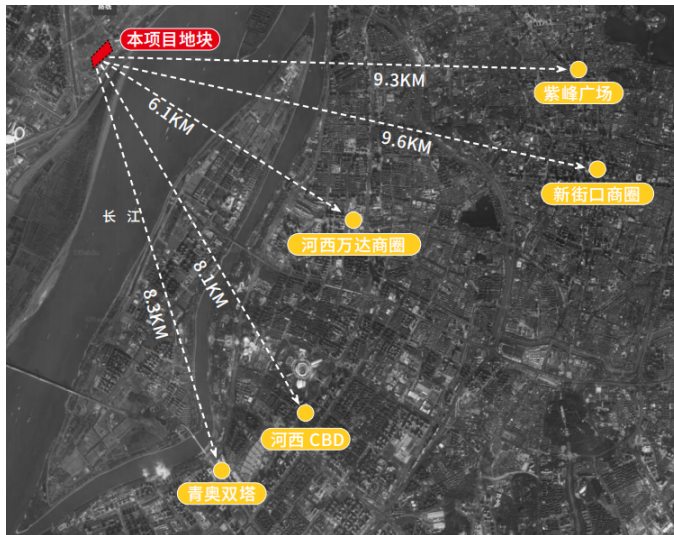 本项目地块
9.3KM
紫峰广场
6.1KM
9.6KM
新街口商圈
长 江
河西万达商圈
8.1KM
8.3KM
河西 CBD
青奥双塔